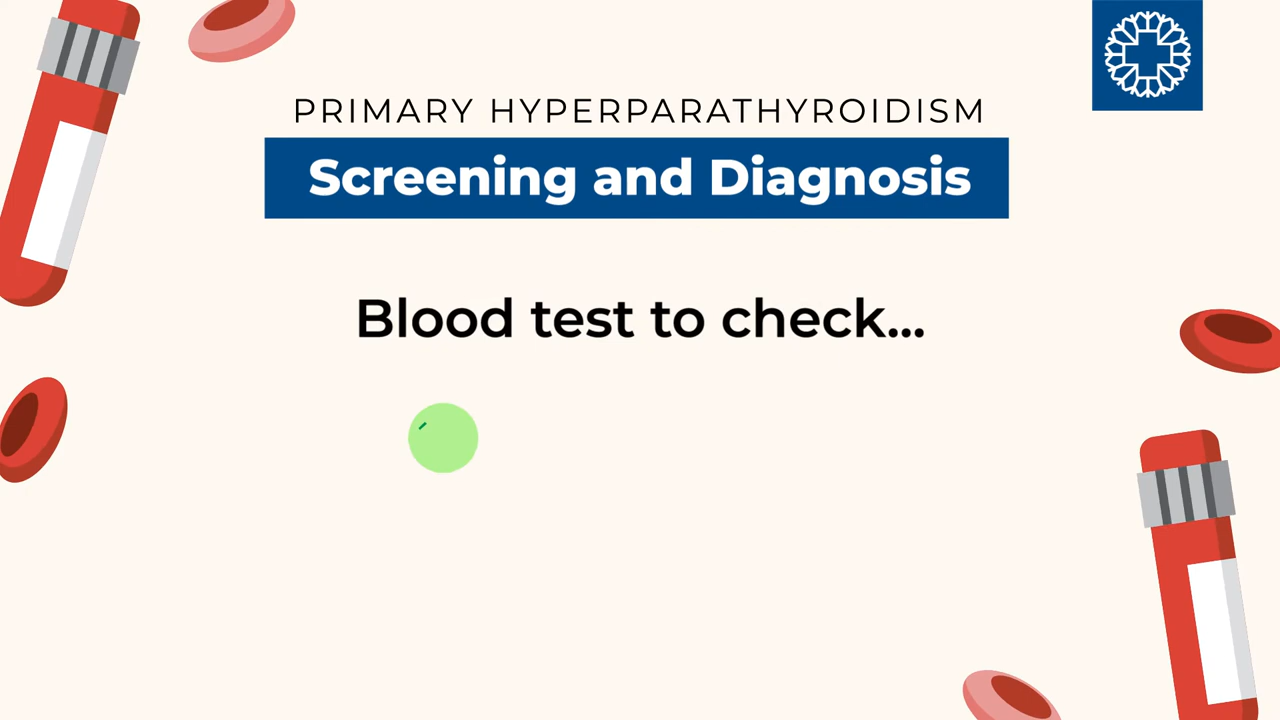 PRIMARY HYPERPARATHYROIDISM
Screening and Diagnosis
Blood test to check...